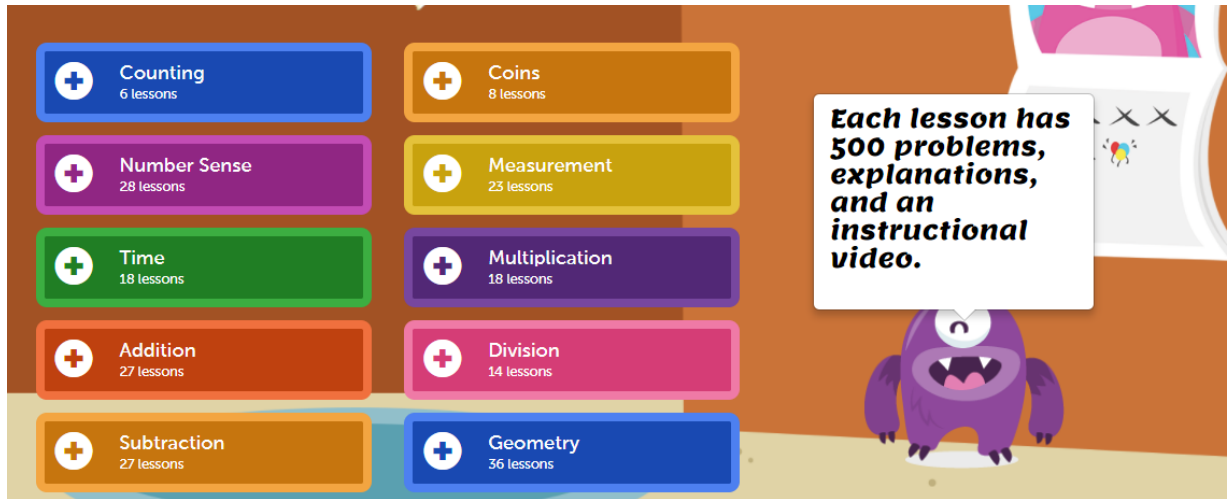 Counting
6 lessons
Number Sense
28 lessons
Time
18 lessons
Addition
27 lessons
Subtraction
27 lessons
Coins
8 lessons
Measurement
23 lessons
Multiplication
18 lessons
Division
14 lessons
Geometry
36 lessons
Each lesson has
500 problems,
explanations,
and an
instructional
video.